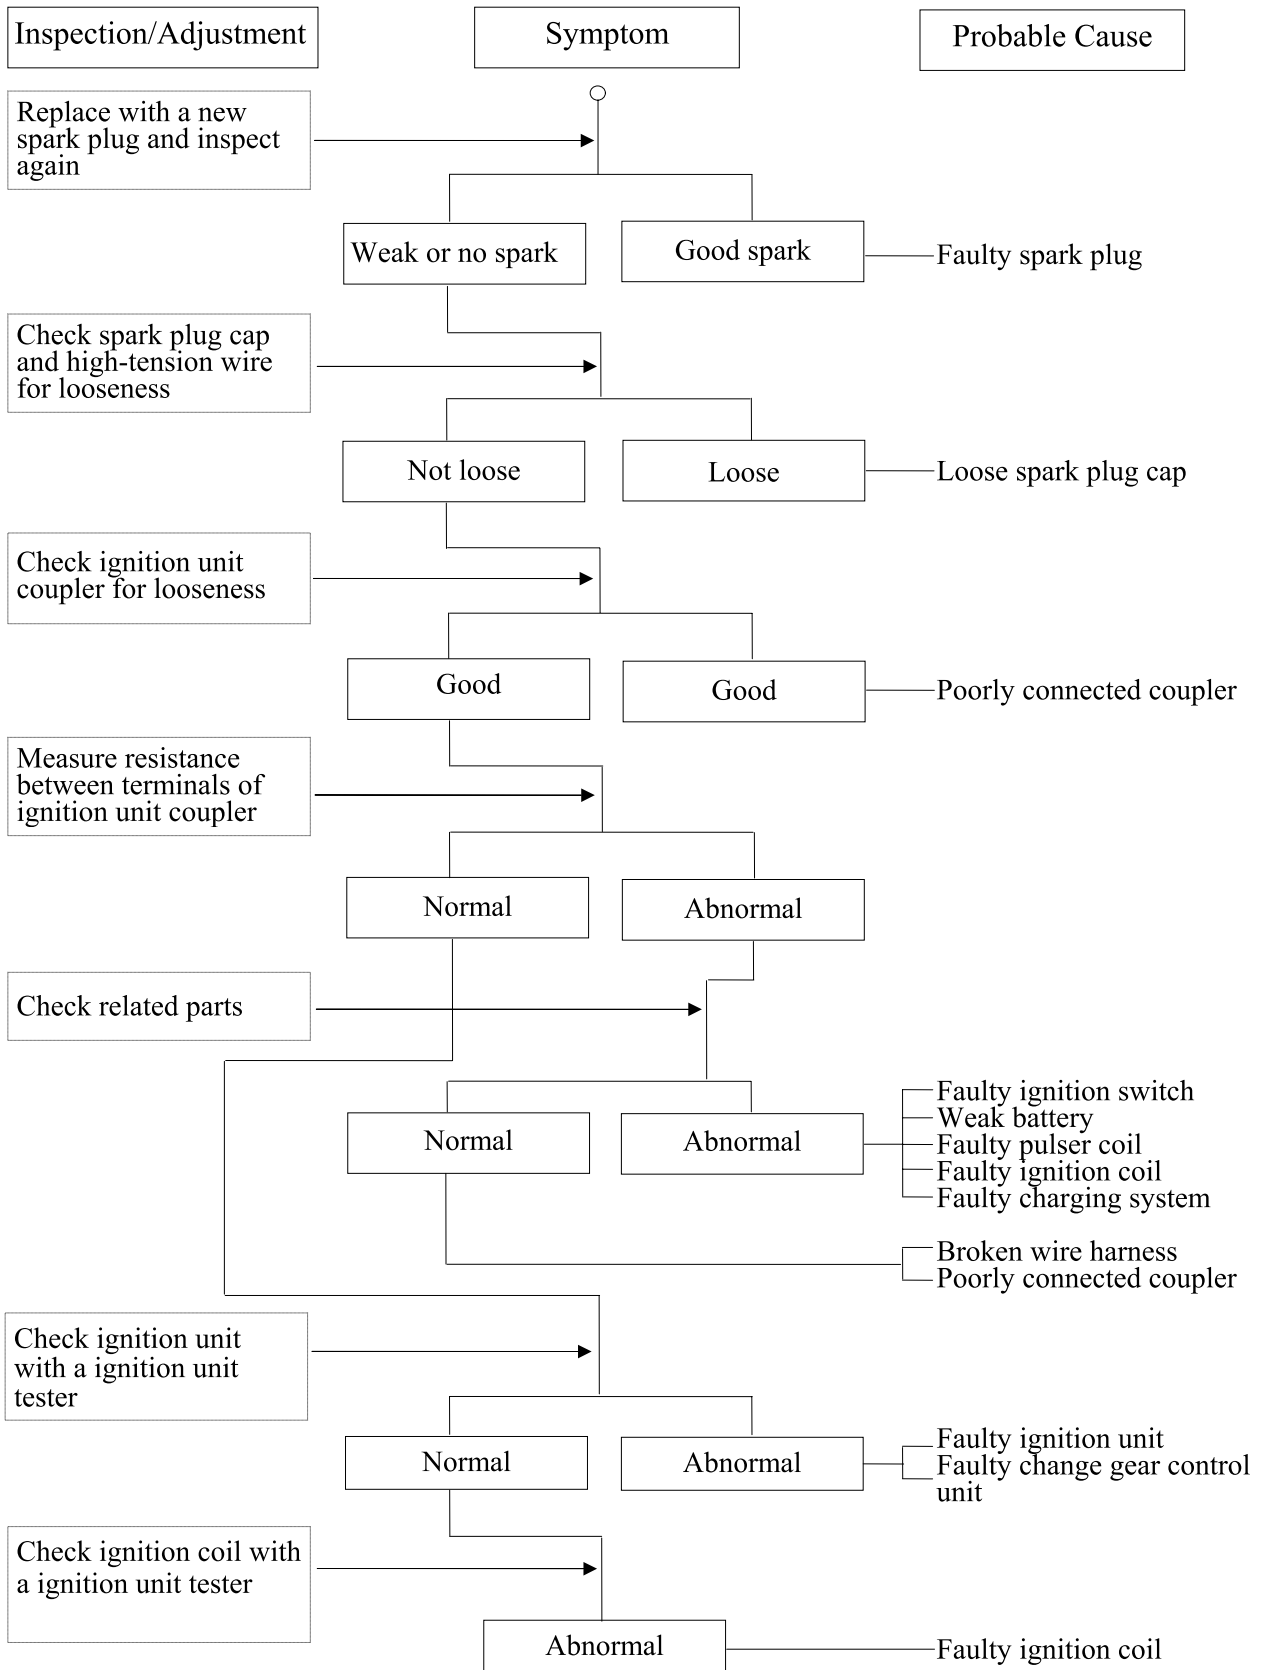 Inspection/Adjustment
Symptom
Probable Cause
Replace with a new
spark plug and inspect
again
Weak or no spark
Good spark
Faulty spark plug
Check spark plug cap
and high-tension wire
for looseness
Not loose
Loose
Loose spark plug cap
Check ignition unit
coupler for looseness
Good
Good
Poorly connected coupler
Measure resistance
between terminals of
ignition unit coupler
Normal
Abnormal
Check related parts
Normal
Abnormal
Faulty ignition switch
Weak battery
Faulty pulser coil
Faulty ignition coil
Faulty charging system
Broken wire harness
Poorly connected coupler
Check ignition unit
with a ignition unit
tester
Normal
Abnormal
Faulty ignition unit
Faulty change gear control
unit
Check ignition coil with
a ignition unit tester
Abnormal
Faulty ignition coil